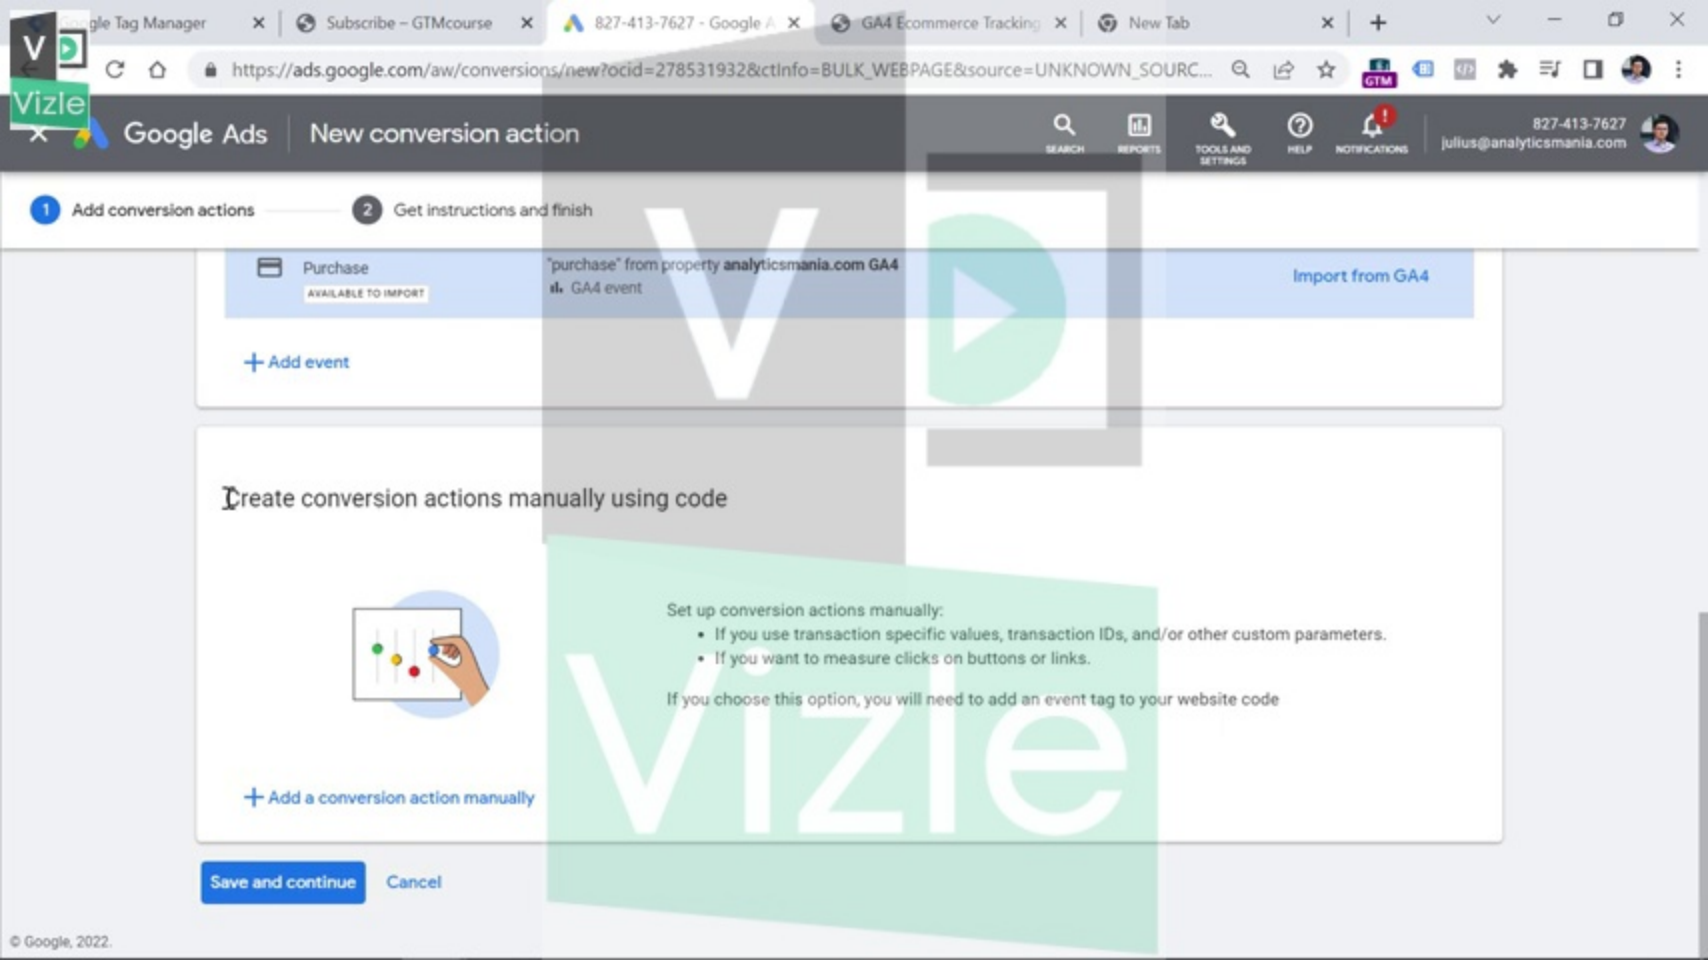 gle Tag Manager
Subscribe – GTMcourse
827-413-7627 - Google A
GA4 Ecommerce Tracking
New Tab
https://ads.google.com/aw/conversions/new?ocid=278531932&ctInfo=BULK_WEBPAGE&source=UNKNOWN_SOURC...
GTM
V
Vizle
Google Ads
New conversion action
SEARCH
REPORTS
TOOLS AND SETTINGS
HELP
NOTIFICATIONS
827-413-7627
julius@analyticsmania.com
1 Add conversion actions
2 Get instructions and finish
Purchase
AVAILABLE TO IMPORT
"purchase" from property analyticsmania.com GA4
GA4 event
Import from GA4
+ Add event
V
Create conversion actions manually using code
Set up conversion actions manually:
• If you use transaction specific values, transaction IDs, and/or other custom parameters.
• If you want to measure clicks on buttons or links.
If you choose this option, you will need to add an event tag to your website code
Vizle
+ Add a conversion action manually
Save and continue
Cancel
© Google, 2022.